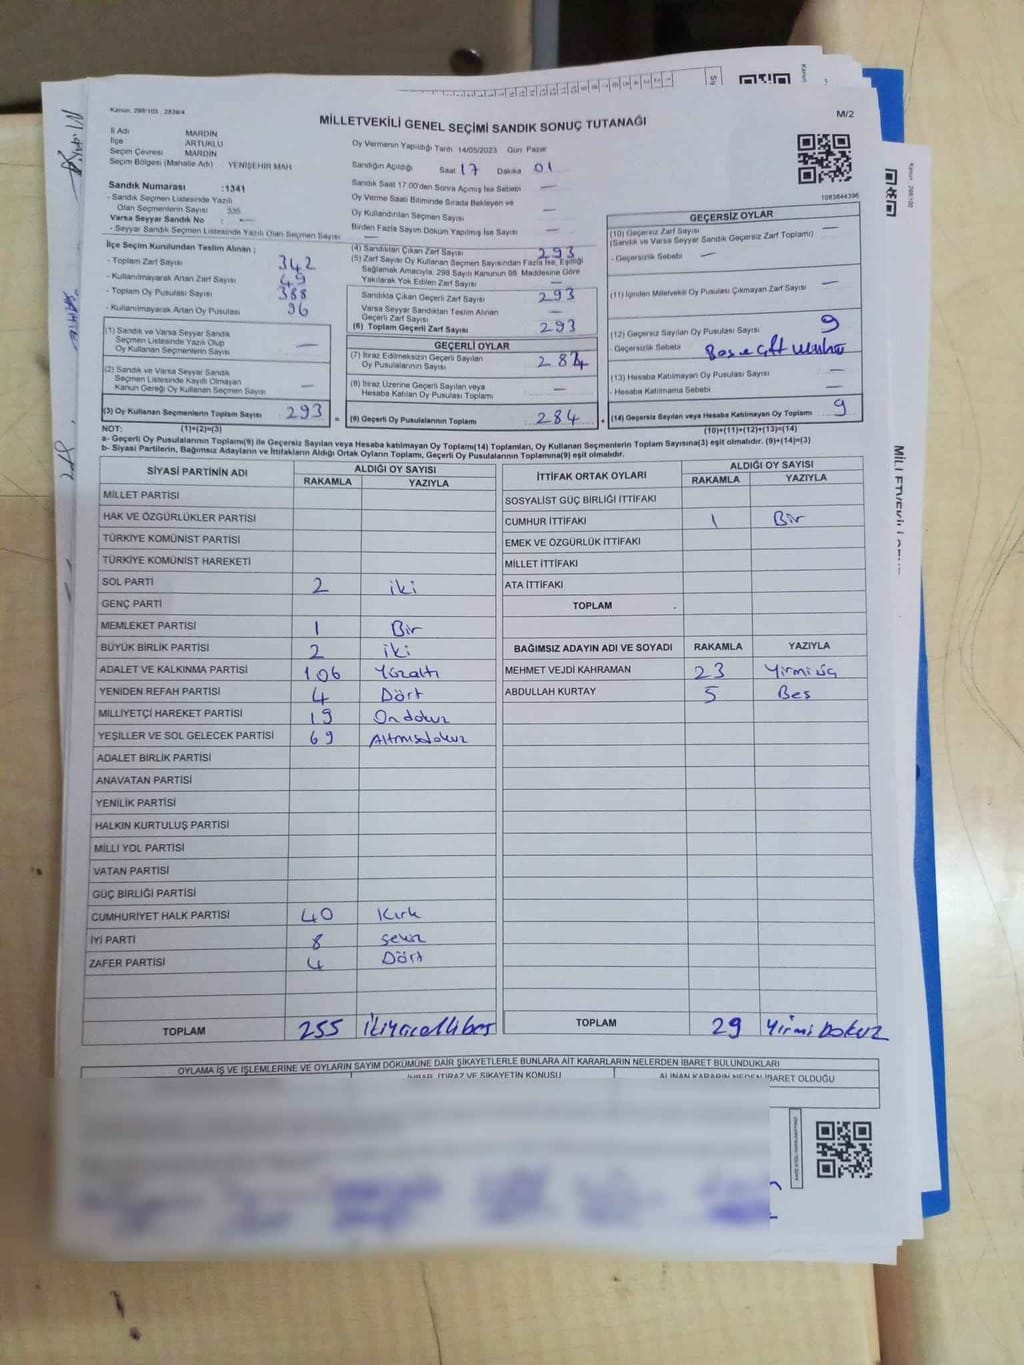 Kanun. 298/103 - 2839/4
M/2
MİLLETVEKİLİ GENEL SEÇİMİ SANDIK SONUÇ TUTANAĞI
İl Adı MARDİN
İlçe ARTUKLU
Seçim Çevresi MARDİN
Seçim Bölgesi (Mahalle Adı) YENİŞEHİR MAH
Sandık Numarası :1341
- Sandık Seçmen Listesinde Yazılı
Olan Seçmenlerin Sayısı 335
Varsa Seyyar Sandık No :
- Seyyar Sandık Seçmen Listesinde Yazılı Olan Seçmen Sayısı
Oy Vermenin Yapıldığı Tarih 14/05/2023 Gün Pazar
Sandığın Açıldığı Saat 17 Dakika 01
Sandık Saat 17.00'den Sonra Açmış İse Sebebi —
Oy Verme Saati Bitiminde Sırada Bekleyen ve
Oy Kullandırılan Seçmen Sayısı —
Birden Fazla Sayım Döküm Yapılmış İse Sayısı —
1083844396
İlçe Seçim Kurulundan Teslim Alınan :
- Toplam Zarf Sayısı 342
- Kullanılmayarak Artan Zarf Sayısı 49
- Toplam Oy Pusulası Sayısı 388
- Kullanılmayarak Artan Oy Pusulası 96
(1) Sandık ve Varsa Seyyar Sandık
Seçmen Listesinde Yazılı Olup
Oy Kullanan Seçmenlerin Sayısı —
(2) Sandık ve Varsa Seyyar Sandık
Seçmen Listesinde Kayıtlı Olmayan
Kanun Gereği Oy Kullanan Seçmen Sayısı —
(3) Oy Kullanan Seçmenlerin Toplam Sayısı 293
(4) Sandıktan Çıkan Zarf Sayısı 293
(5) Zarf Sayısı Oy Kullanan Seçmen Sayısından Fazla İse, Eşitliği
Sağlamak Amacıyla, 298 Sayılı Kanunun 98. Maddesine Göre
Yakılarak Yok Edilen Zarf Sayısı —
Sandıkta Çıkan Geçerli Zarf Sayısı 293
Varsa Seyyar Sandıktan Teslim Alınan
Geçerli Zarf Sayısı —
(6) Toplam Geçerli Zarf Sayısı 293
GEÇERLİ OYLAR
(7) İtiraz Edilmeksizin Geçerli Sayılan
Oy Pusulalarının Sayısı 284
(8) İtiraz Üzerine Geçerli Sayılan veya
Hesaba Katılan Oy Pusulaları Toplamı —
= (9) Geçerli Oy Pusulalarının Toplamı 284 +
GEÇERSİZ OYLAR
(10) Geçersiz Zarf Sayısı
(Sandık ve Varsa Seyyar Sandık Geçersiz Zarf Toplamı) —
- Geçersizlik Sebebi —
(11) İçinden Milletvekili Oy Pusulası Çıkmayan Zarf Sayısı —
(12) Geçersiz Sayılan Oy Pusulası Sayısı 9
- Geçersizlik Sebebi Boş ve Çift
(13) Hesaba Katılmayan Oy Pusulası Sayısı —
- Hesaba Katılmama Sebebi —
(14) Geçersiz Sayılan veya Hesaba Katılmayan Oy Toplamı 9
NOT: (1)+(2)=(3)
(10)+(11)+(12)+(13)=(14)
a- Geçerli Oy Pusulalarının Toplamı(9) ile Geçersiz Sayılan veya Hesaba katılmayan Oy Toplamı(14) Toplamları, Oy Kullanan Seçmenlerin Toplam Sayısına(3) eşit olmalıdır. (9)+(14)=(3)
b- Siyasi Partilerin, Bağımsız Adayların ve İttifakların Aldığı Ortak Oyların Toplamı, Geçerli Oy Pusulalarının Toplamına(9) eşit olmalıdır.
SİYASİ PARTİNİN ADI ALDIĞI OY SAYISI
RAKAMLA YAZIYLA
MİLLET PARTİSİ
HAK VE ÖZGÜRLÜKLER PARTİSİ
TÜRKİYE KOMÜNİST PARTİSİ
TÜRKİYE KOMÜNİST HAREKETİ
SOL PARTİ 2 iki
GENÇ PARTİ
MEMLEKET PARTİSİ 1 Bir
BÜYÜK BİRLİK PARTİSİ 2 iki
ADALET VE KALKINMA PARTİSİ 106 Yüzaltı
YENİDEN REFAH PARTİSİ 4 Dört
MİLLİYETÇİ HAREKET PARTİSİ 19 Ondokuz
YEŞİLLER VE SOL GELECEK PARTİSİ 69 Altmışdokuz
ADALET BİRLİK PARTİSİ
ANAVATAN PARTİSİ
YENİLİK PARTİSİ
HALKIN KURTULUŞ PARTİSİ
MİLLİ YOL PARTİSİ
VATAN PARTİSİ
GÜÇ BİRLİĞİ PARTİSİ
CUMHURİYET HALK PARTİSİ 40 Kırk
İYİ PARTİ 8 sekiz
ZAFER PARTİSİ 4 Dört
TOPLAM 255 İkiyüzellibeş
İTTİFAK ORTAK OYLARI ALDIĞI OY SAYISI
RAKAMLA YAZIYLA
SOSYALİST GÜÇ BİRLİĞİ İTTİFAKI
CUMHUR İTTİFAKI 1 Bir
EMEK VE ÖZGÜRLÜK İTTİFAKI
MİLLET İTTİFAKI
ATA İTTİFAKI
TOPLAM
BAĞIMSIZ ADAYIN ADI VE SOYADI RAKAMLA YAZIYLA
MEHMET VEJDİ KAHRAMAN 23 Yirmiüç
ABDULLAH KURTAY 5 Beş
TOPLAM 29 Yirmi Dokuz
OYLAMA İŞ VE İŞLEMLERİNE VE OYLARIN SAYIM DÖKÜMÜNE DAİR ŞİKAYETLERLE BUNLARA AİT KARARLARIN NELERDEN İBARET BULUNDUKLARI
İHBAR, İTİRAZ VE ŞİKAYETİN KONUSU ALINAN KARARIN NEDEN İBARET OLDUĞU